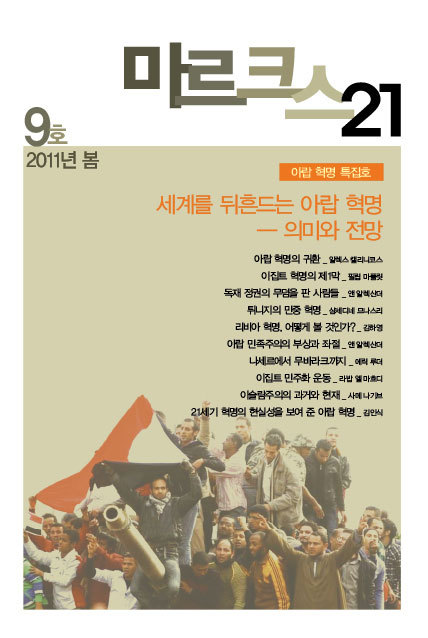 마르크스21
9호
2011년 봄
아랍 혁명 특집호
세계를 뒤흔드는 아랍 혁명
— 의미와 전망
아랍 혁명의 귀환 _ 알렉스 캘리니코스
이집트 혁명의 제1막 _ 필립 마플릿
독재 정권의 무덤을 판 사람들 _ 앤 알렉산더
튀니지의 민중 혁명 _ 샴세디네 므나스리
리비아 혁명, 어떻게 볼 것인가? _ 김하영
아랍 민족주의의 부상과 좌절 _ 앤 알렉산더
나세르에서 무바라크까지 _ 에릭 루더
이집트 민주화 운동 _ 라밥 엘 마흐디
이슬람주의의 과거와 현재 _ 사메 나기브
21세기 혁명의 현실성을 보여 준 아랍 혁명 _ 김인식